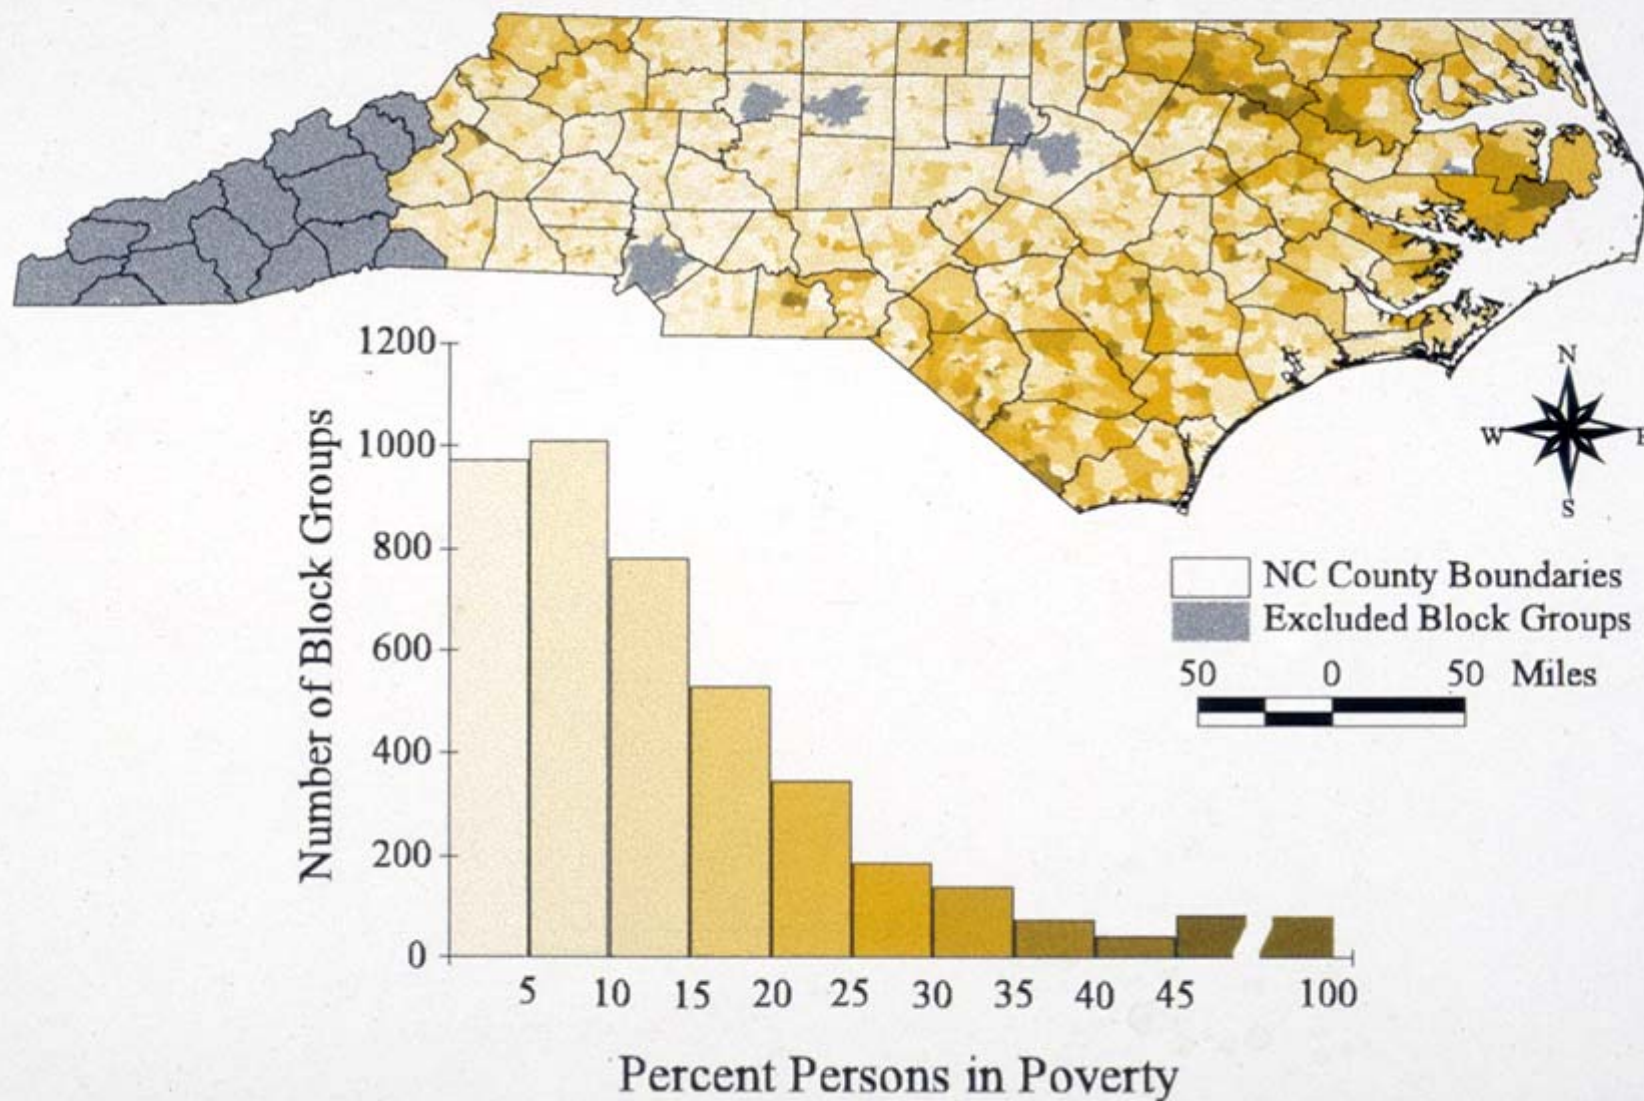 N
W E
S
NC County Boundaries
Excluded Block Groups
50 0 50 Miles
Number of Block Groups
1200
1000
800
600
400
200
0
5 10 15 20 25 30 35 40 45 100
Percent Persons in Poverty